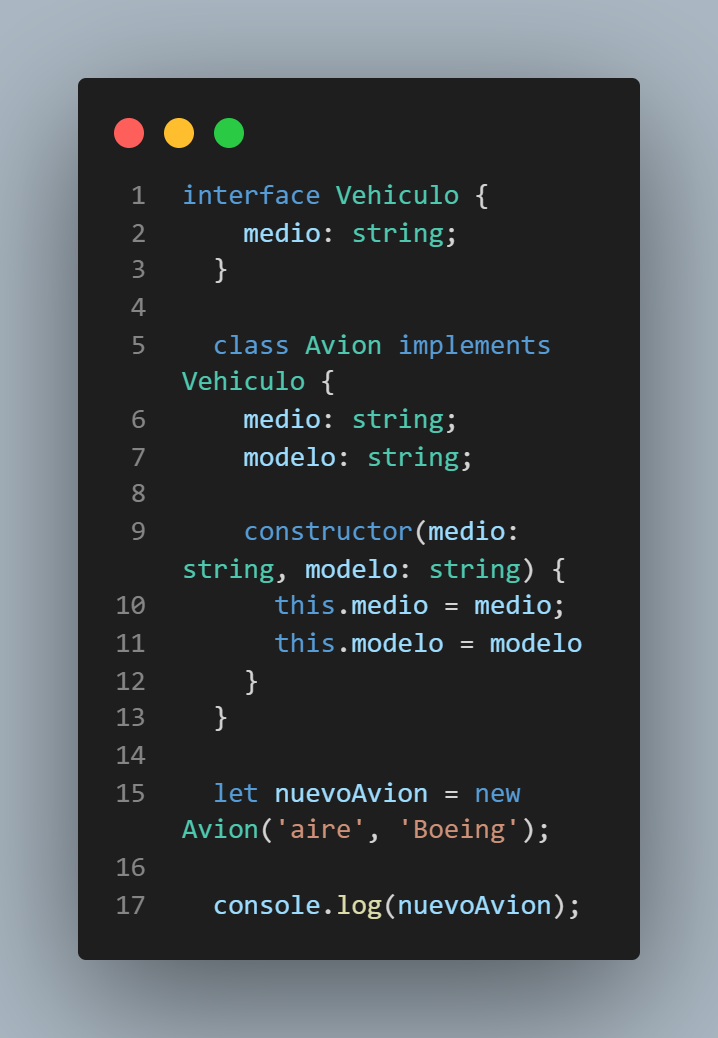 1 interface Vehiculo {
2     medio: string;
3   }
4
5   class Avion implements
Vehiculo {
6     medio: string;
7     modelo: string;
8
9     constructor(medio:
string, modelo: string) {
10       this.medio = medio;
11       this.modelo = modelo
12     }
13   }
14
15   let nuevoAvion = new
Avion('aire', 'Boeing');
16
17   console.log(nuevoAvion);